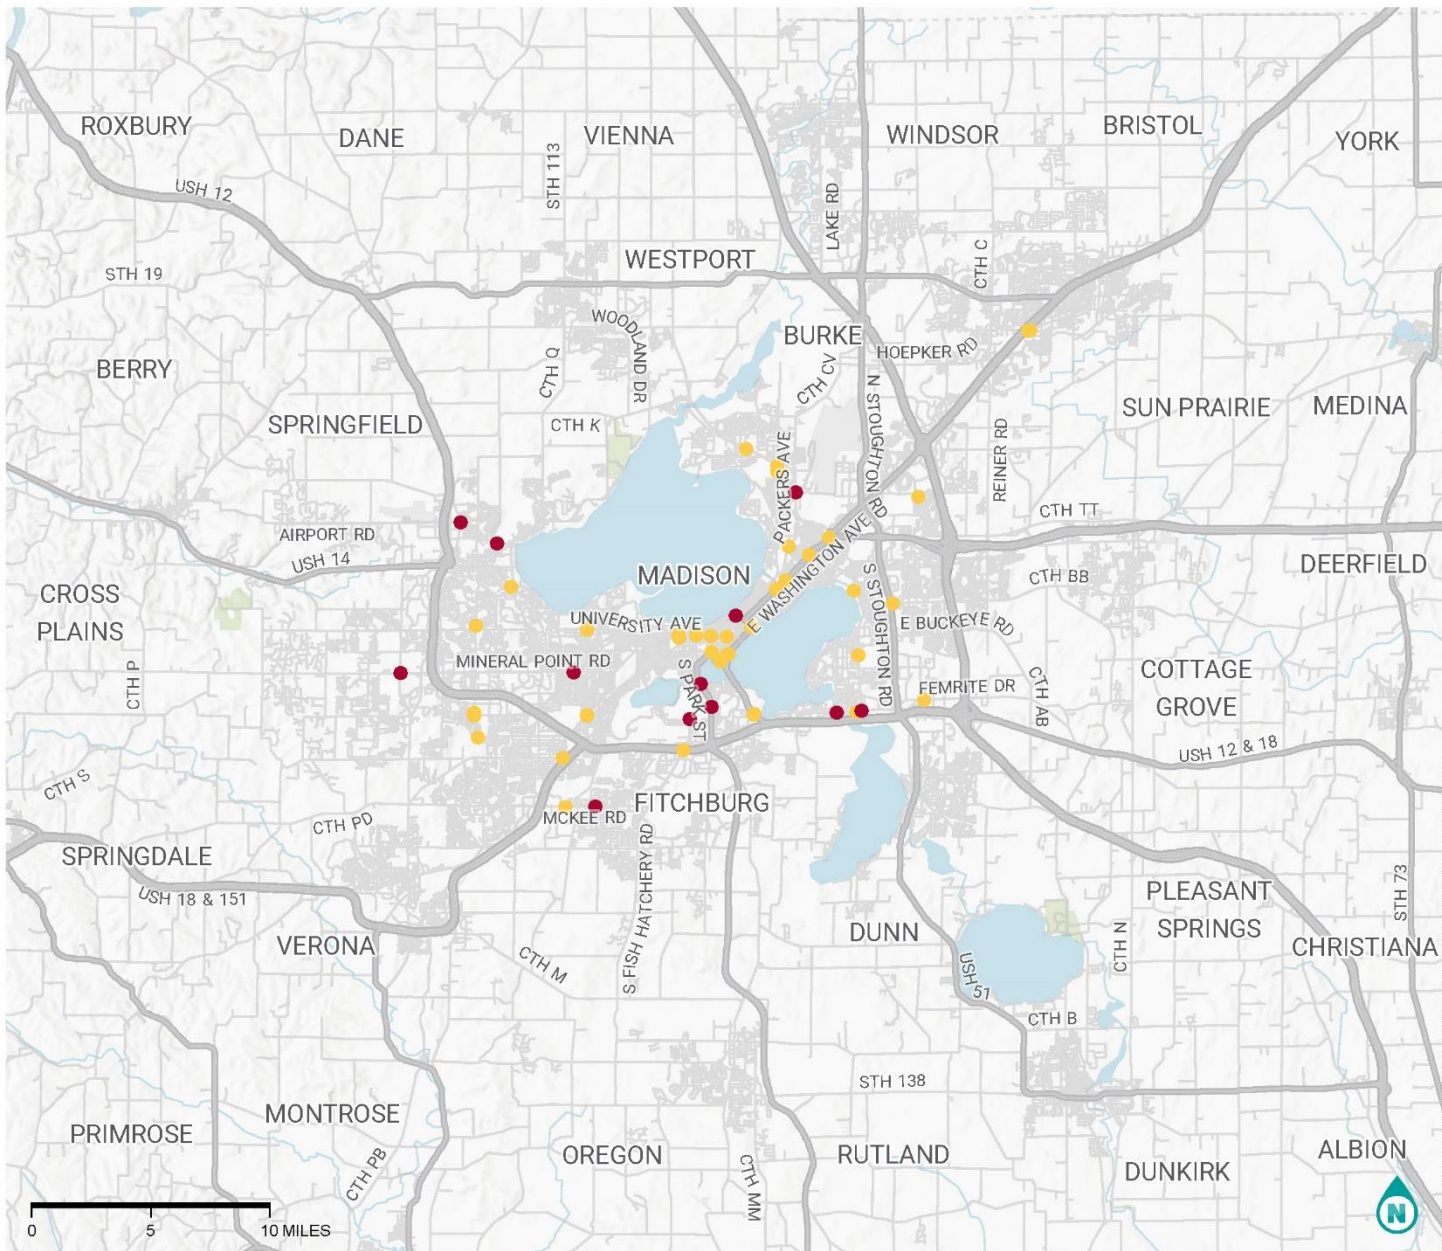 ROXBURY
DANE
VIENNA
WINDSOR
BRISTOL
YORK
USH 12
STH 113
LAKE RD
WESTPORT
STH 19
CTH C
WOODLAND DR
BURKE
HOEPKER RD
BERRY
CTH Q
CTH CV
SPRINGFIELD
CTH K
N STOUGHTON RD
SUN PRAIRIE
MEDINA
PACKERS AVE
REINER RD
AIRPORT RD
USH 14
CTH TT
CROSS
PLAINS
MADISON
E WASHINGTON AVE
CTH BB
DEERFIELD
UNIVERSITY AVE
S STOUGHTON RD
E BUCKEYE RD
MINERAL POINT RD
CTH P
S PARK ST
FEMRITE DR
CTH AB
COTTAGE
GROVE
USH 12 & 18
CTH S
CTH PD
MCKEE RD
FITCHBURG
SPRINGDALE
USH 18 & 151
S FISH HATCHERY RD
PLEASANT
SPRINGS
STH 73
VERONA
CTH M
DUNN
USH 51
CTH N
CHRISTIANA
CTH B
STH 138
MONTROSE
PRIMROSE
CTH PB
OREGON
CTH MM
RUTLAND
DUNKIRK
ALBION
0
5
10 MILES
N